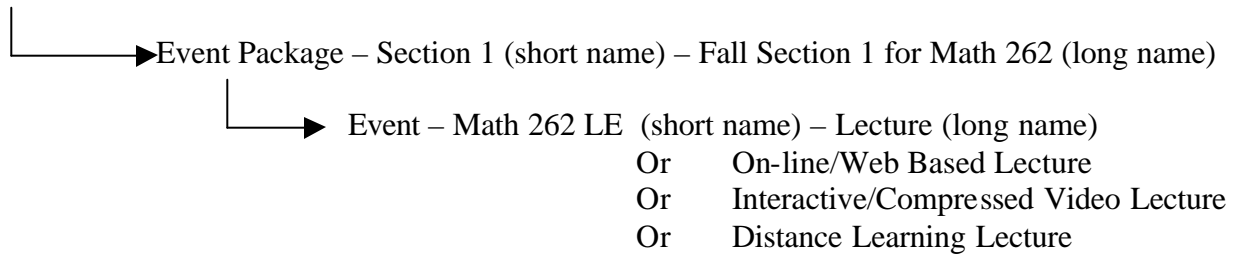 Event Package – Section 1 (short name) – Fall Section 1 for Math 262 (long name)
Event – Math 262 LE (short name) – Lecture (long name)
Or On-line/Web Based Lecture
Or Interactive/Compressed Video Lecture
Or Distance Learning Lecture